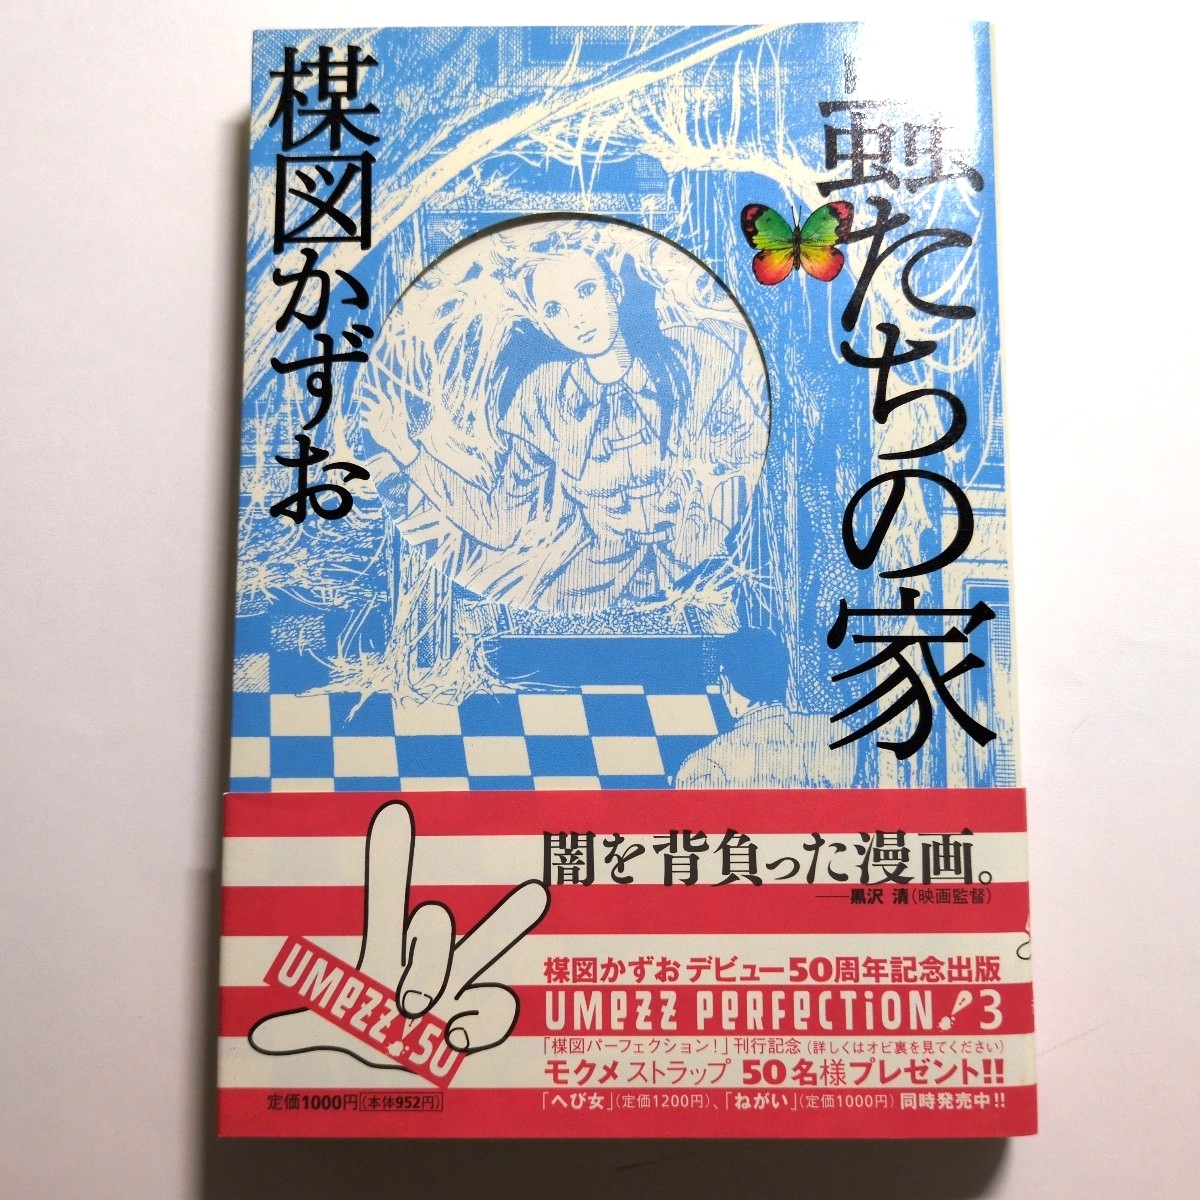 蟲たちの家
楳図かずお
闇を背負った漫画。
──黒沢 清(映画監督)
楳図かずおデビュー50周年記念出版
UMezz PeRFeCTiON! 3
「楳図パーフェクション!」刊行記念(詳しくはオビ裏を見てください)
モクメストラップ 50名様プレゼント!!
「へび女」(定価1200円)、「ねがい」(定価1000円)同時発売中!!
UMezz! 50
定価1000円(本体952円)